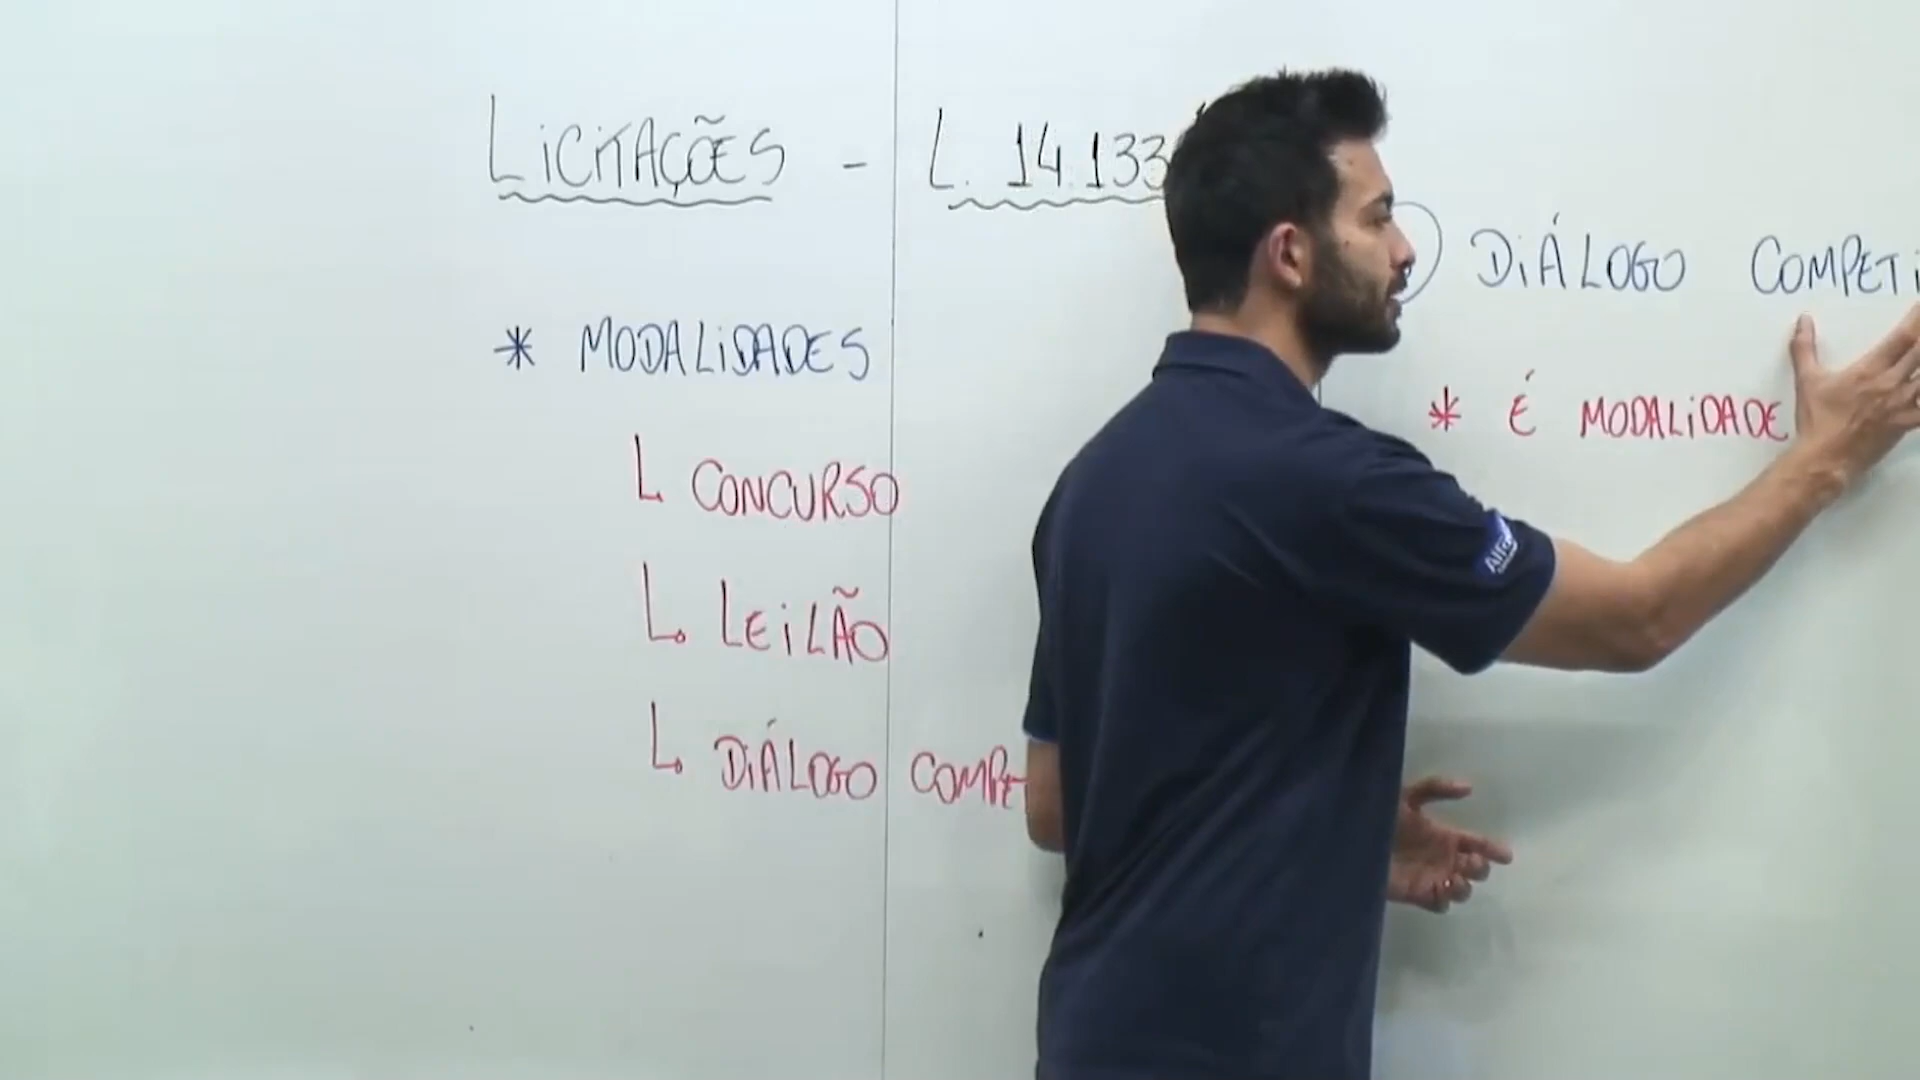 LICITAÇÕES - L. 14.133
* MODALIDADES
L CONCURSO
L LEILÃO
L DIÁLOGO COMPE
DIÁLOGO COMPETI
* É MODALIDADE